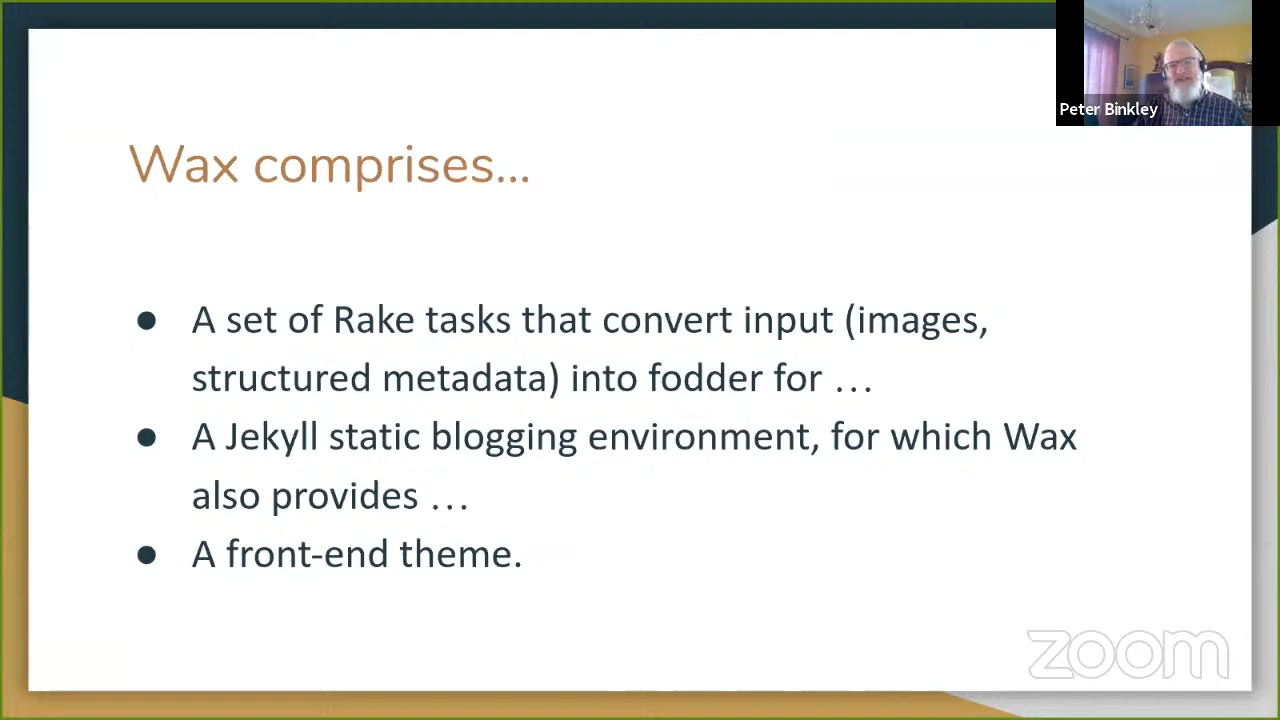 Peter Binkley
Wax comprises...
● A set of Rake tasks that convert input (images,
structured metadata) into fodder for …
● A Jekyll static blogging environment, for which Wax
also provides …
● A front-end theme.
zoom